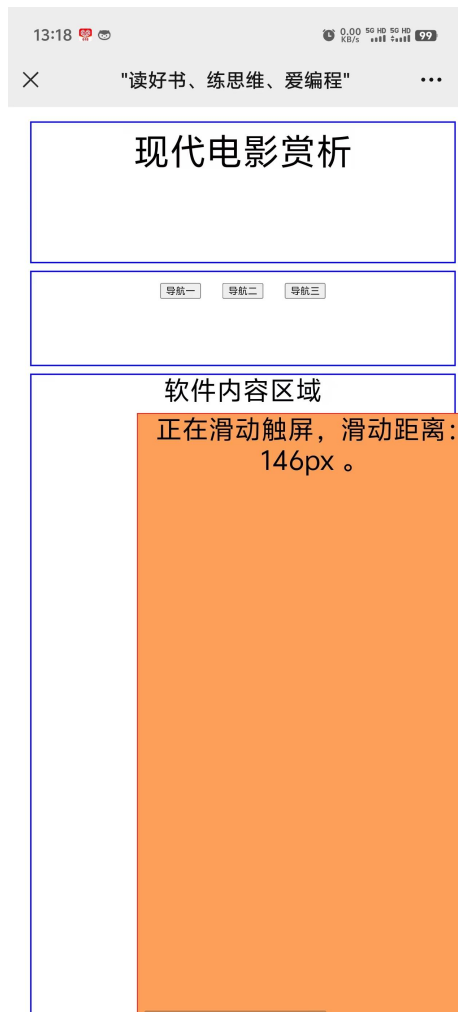 13:18
0.00 KB/s 5G HD 5G HD 99
"读好书、练思维、爱编程"
现代电影赏析
导航一 导航二 导航三
软件内容区域
正在滑动触屏，滑动距离：
146px 。